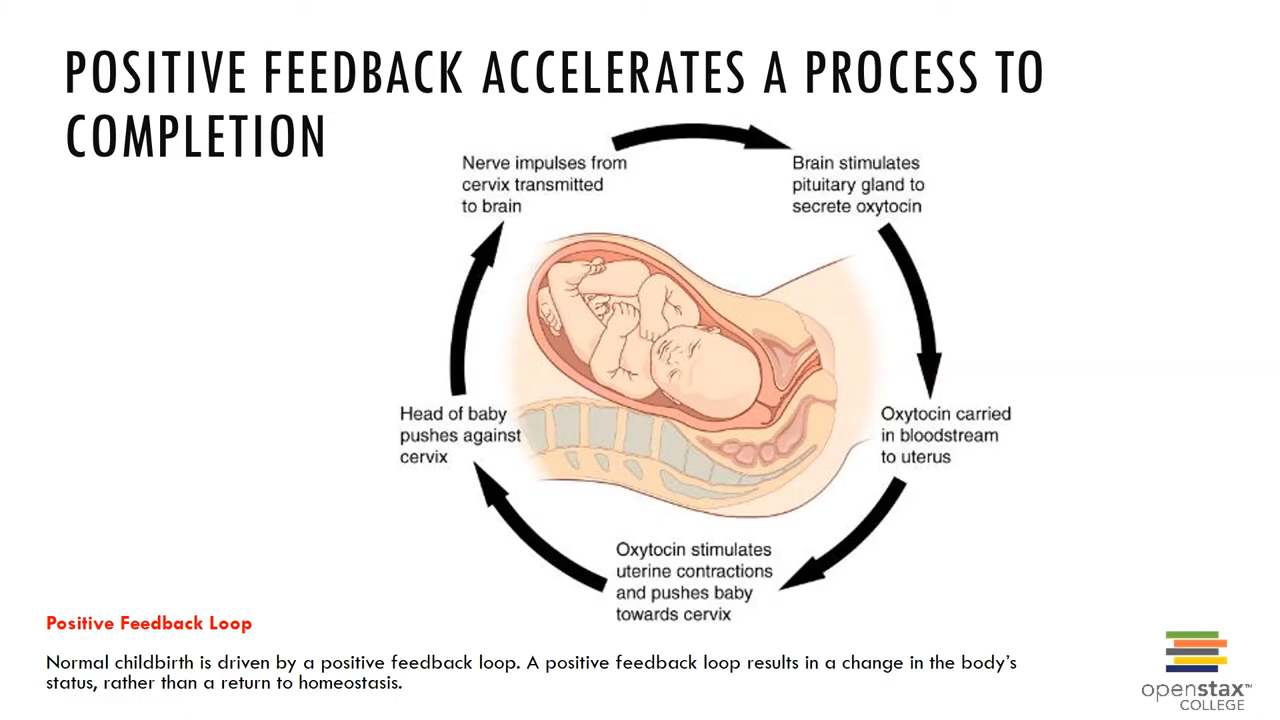 POSITIVE FEEDBACK ACCELERATES A PROCESS TO
COMPLETION
Nerve impulses from
cervix transmitted
to brain
Brain stimulates
pituitary gland to
secrete oxytocin
Oxytocin carried
in bloodstream
to uterus
Oxytocin stimulates
uterine contractions
and pushes baby
towards cervix
Head of baby
pushes against
cervix
Positive Feedback Loop
Normal childbirth is driven by a positive feedback loop. A positive feedback loop results in a change in the body's
status, rather than a return to homeostasis.
openstax™
COLLEGE